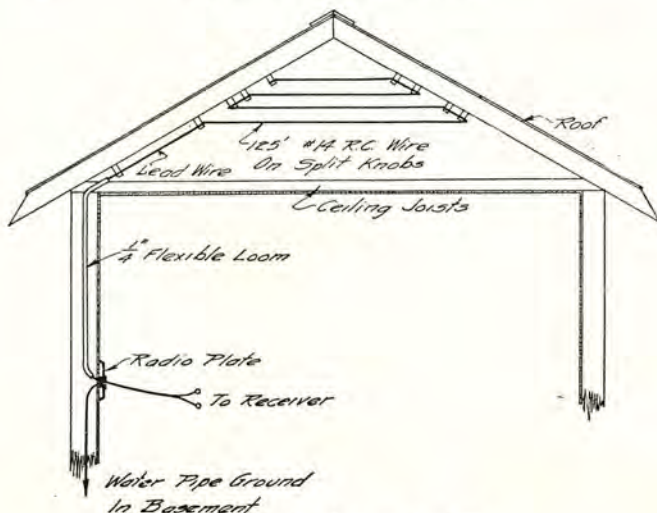 Roof
125' #14 R.C. Wire
On Split Knobs
Lead Wire
Ceiling Joists
1/4" Flexible Loom
Radio Plate
To Receiver
Water Pipe Ground
In Basement